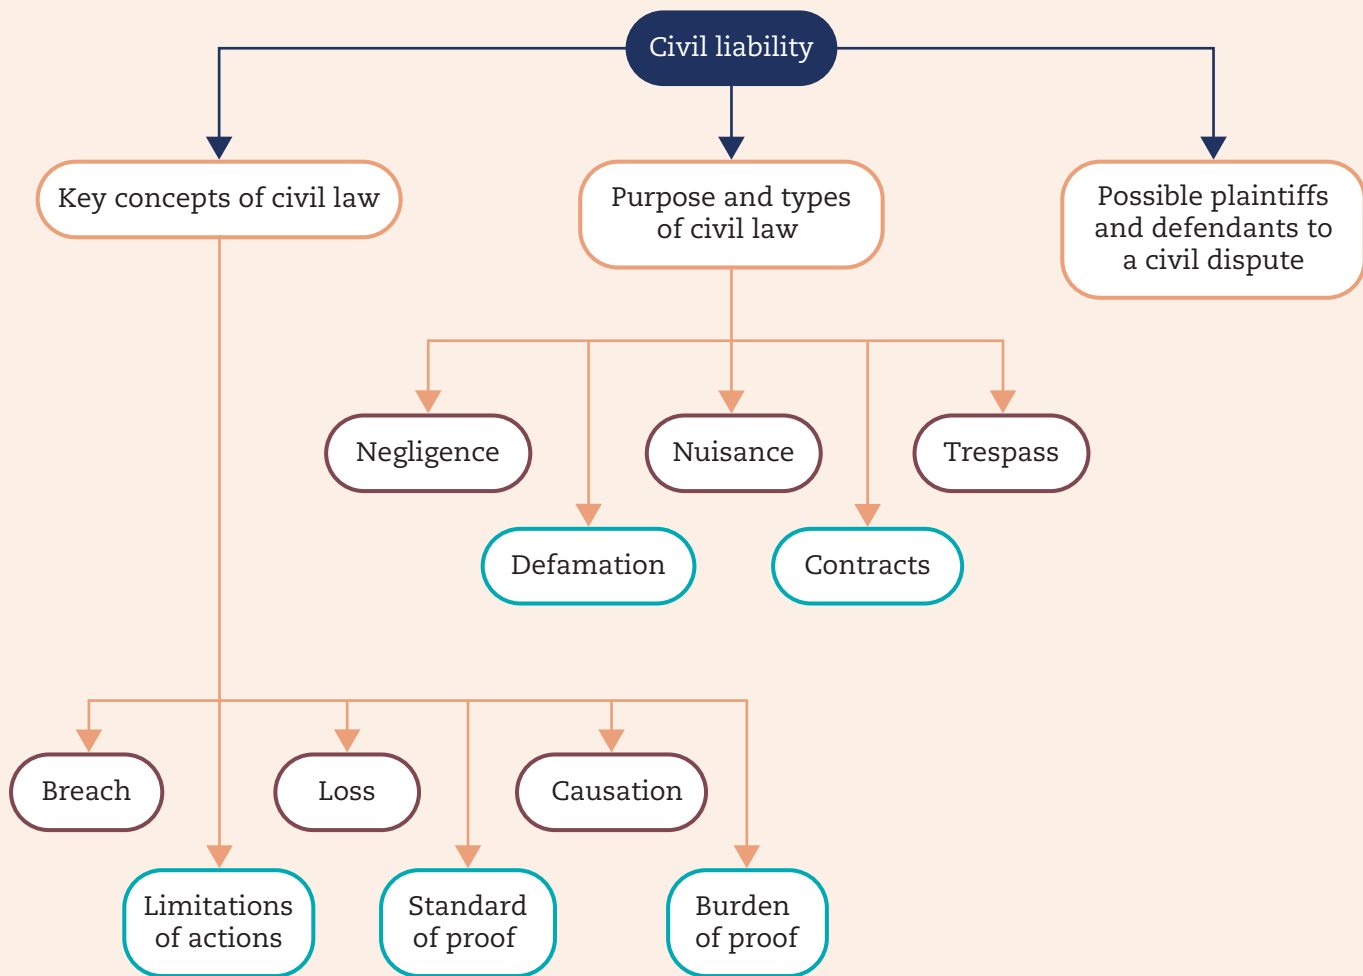 Civil liability
Key concepts of civil law
Purpose and types
of civil law
Possible plaintiffs
and defendants to
a civil dispute
Negligence
Nuisance
Trespass
Defamation
Contracts
Breach
Loss
Causation
Limitations
of actions
Standard
of proof
Burden
of proof